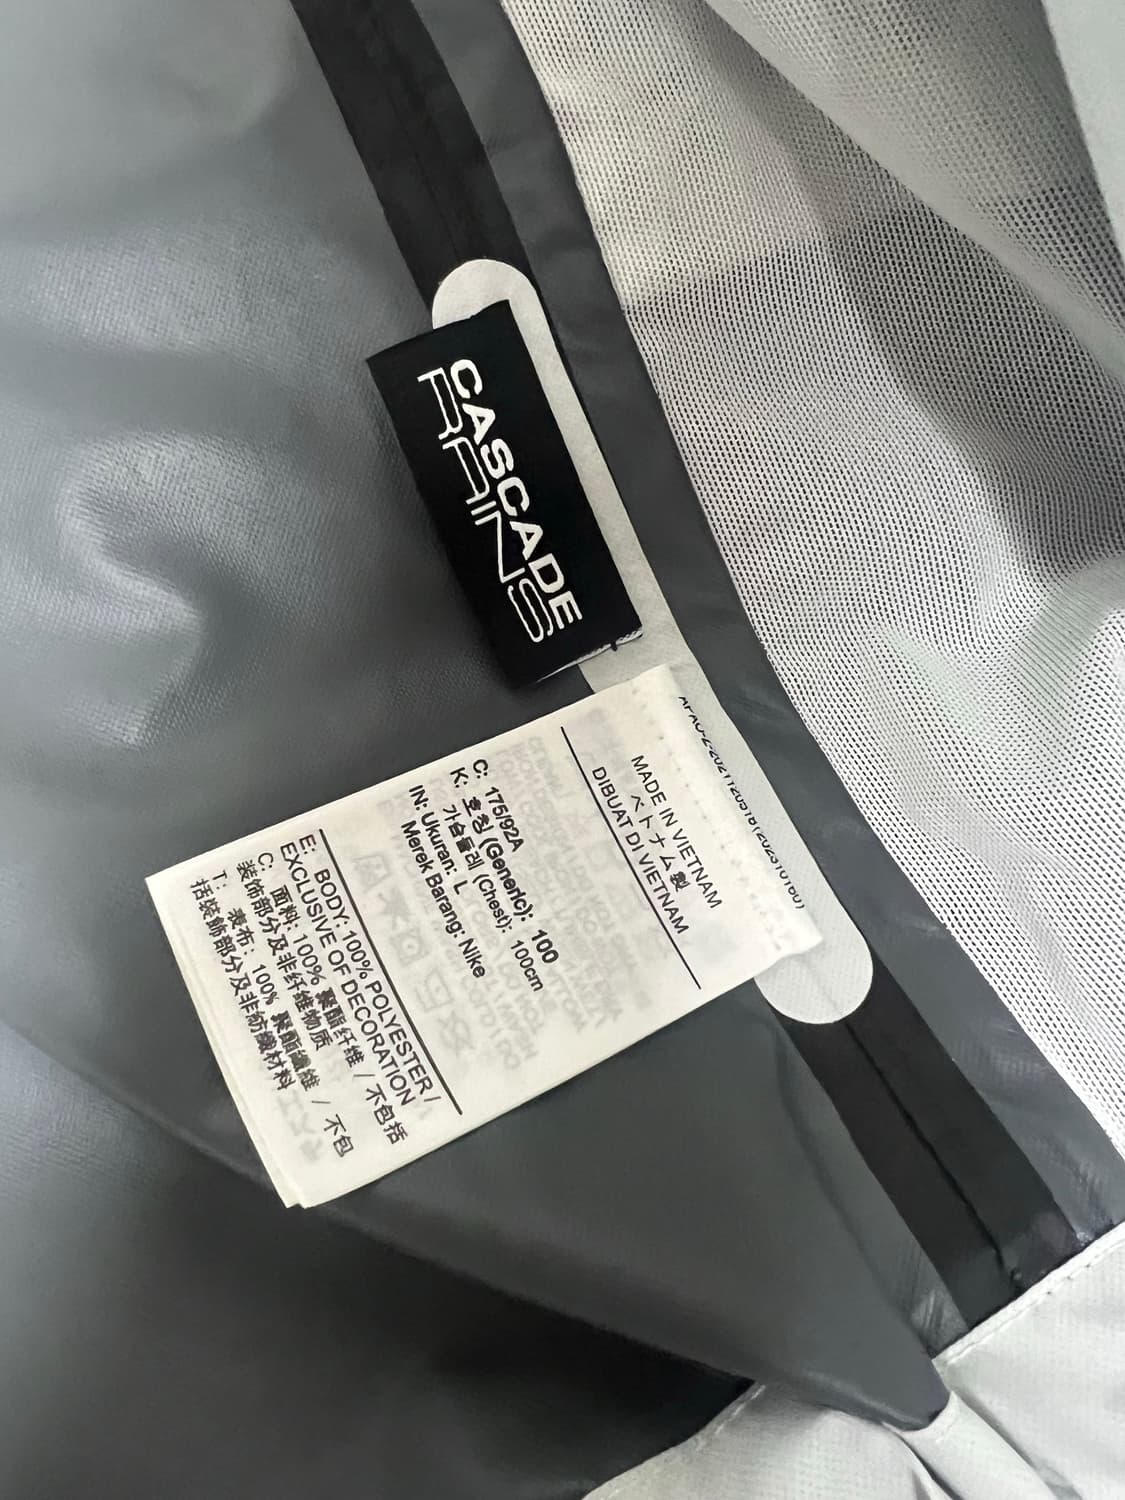 CASCADE
RAINS
MADE IN VIETNAM
ベトナム製
DIBUAT DI VIETNAM
C: 175/92A
K: 호칭 (Generic): 100
가슴둘레 (Chest): 100cm
IN: Ukuran: L
Merek Barang: Nike
E: BODY: 100% POLYESTER /
EXCLUSIVE OF DECORATION
C: 面料: 100% 聚酯纤维 / 不包括
装饰部分及非纤维物质
T: 表布: 100% 聚酯纖維 / 不包
括裝飾部分及非紡織材料